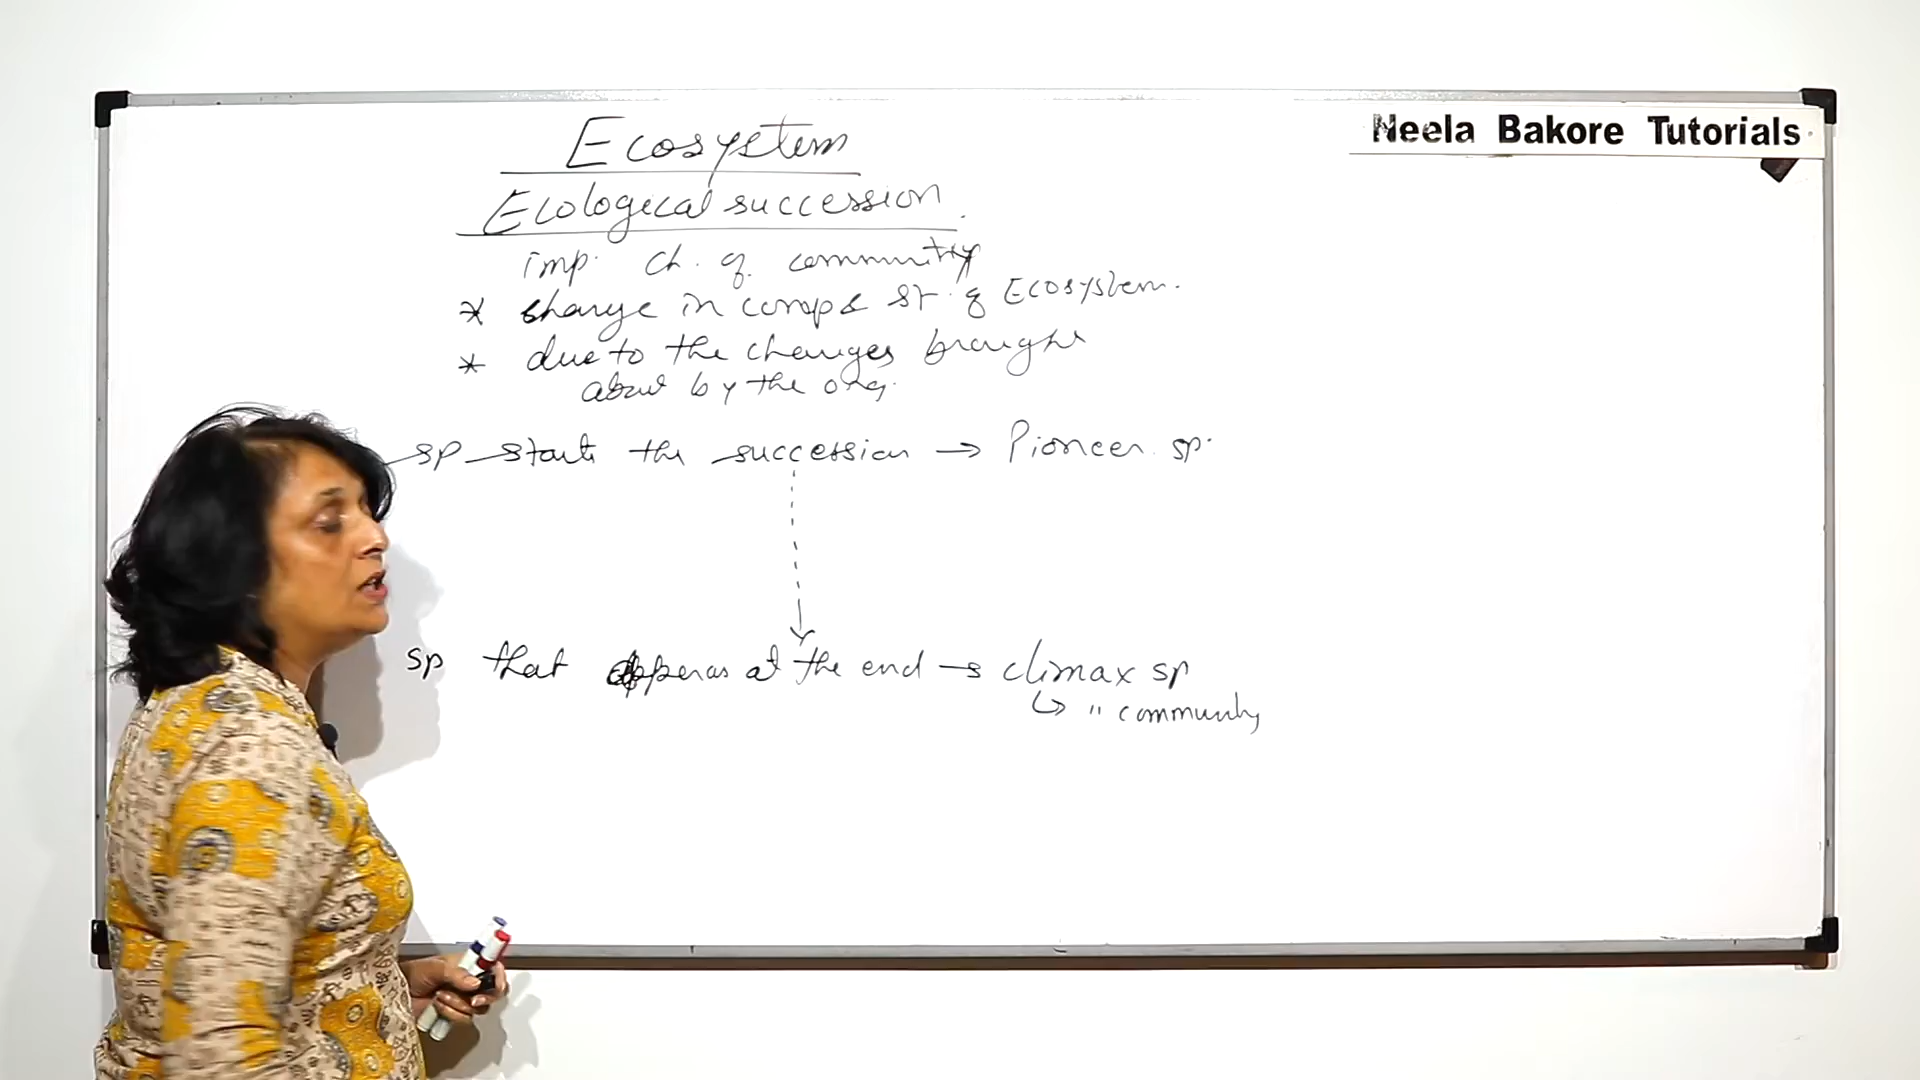 Neela Bakore Tutorials
Ecosystem
Ecological succession.
imp. ch. of community
* change in comp & st. of Ecosystem.
* due to the changes brought
about by the org.
sp starts the succession → Pioneer sp.
sp that apperas at the end → climax sp
↳ " community